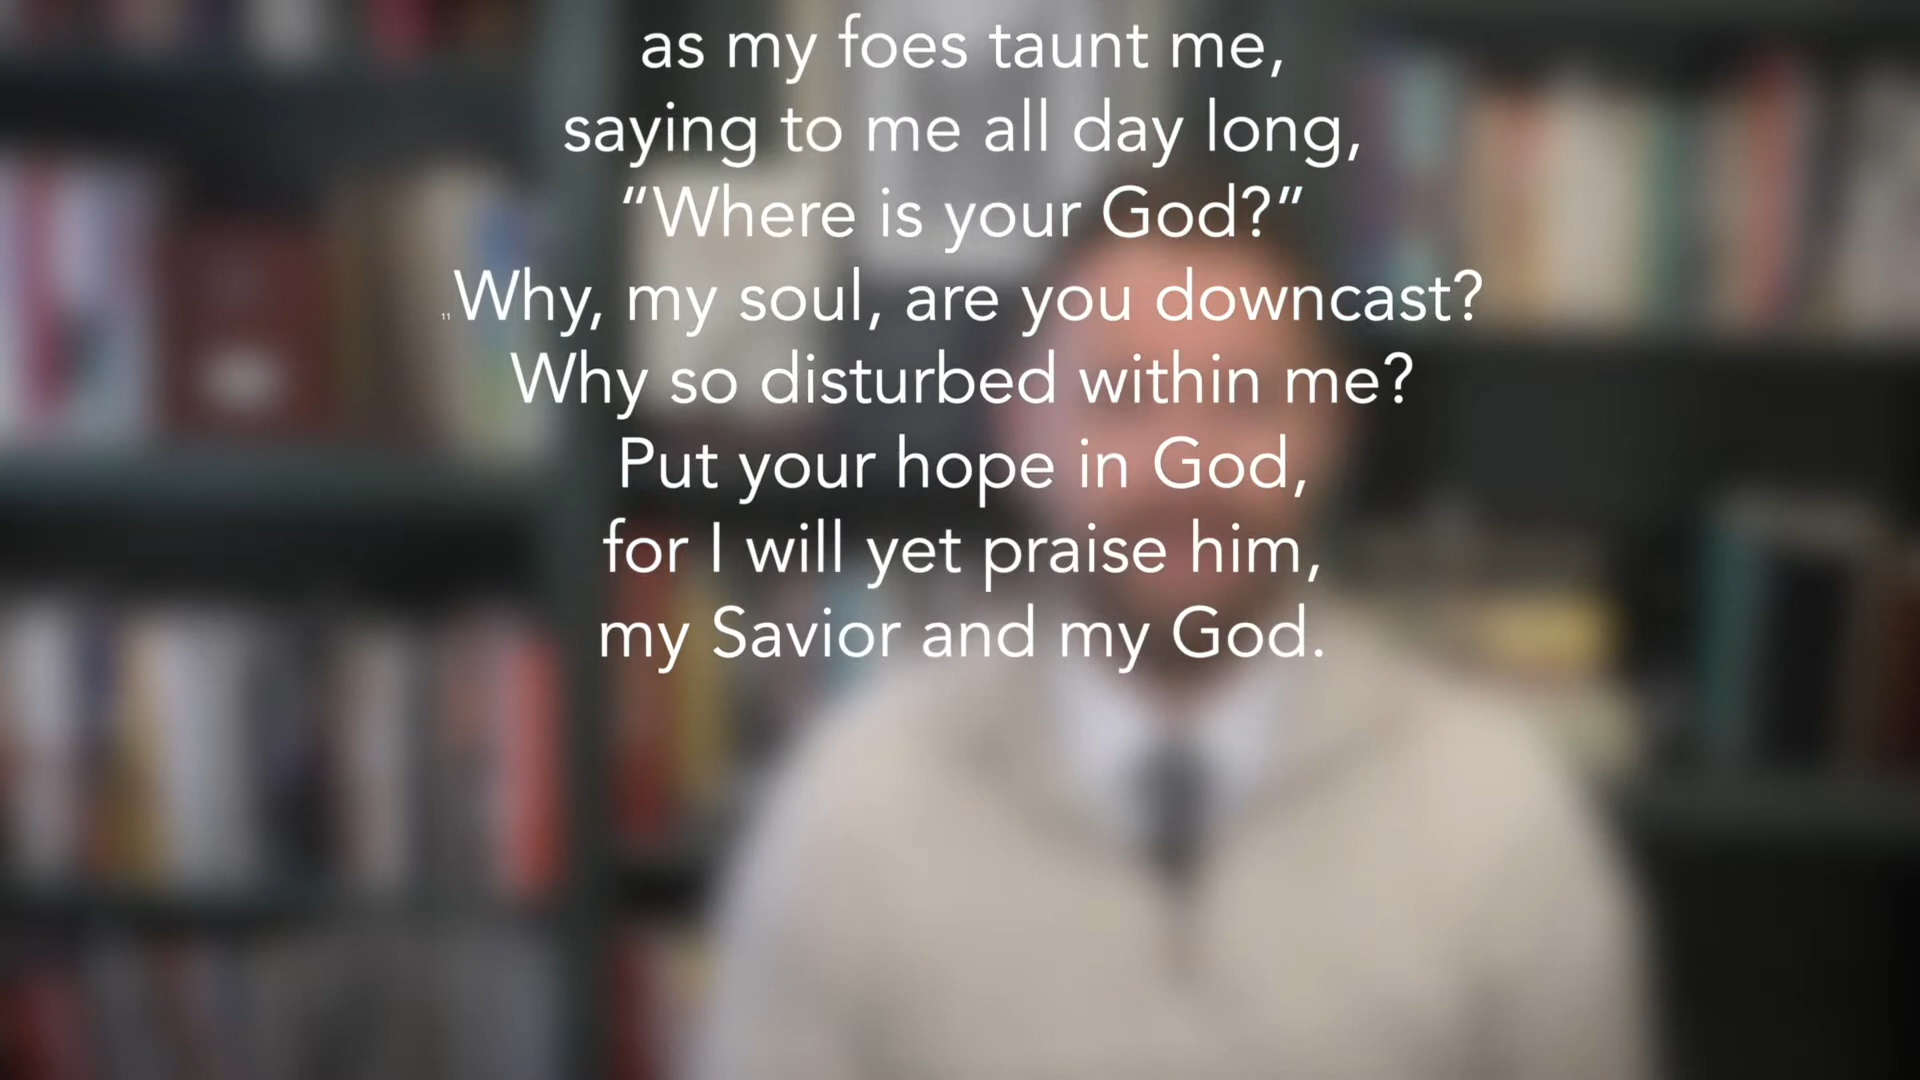 as my foes taunt me,
saying to me all day long,
“Where is your God?”
11 Why, my soul, are you downcast?
Why so disturbed within me?
Put your hope in God,
for I will yet praise him,
my Savior and my God.